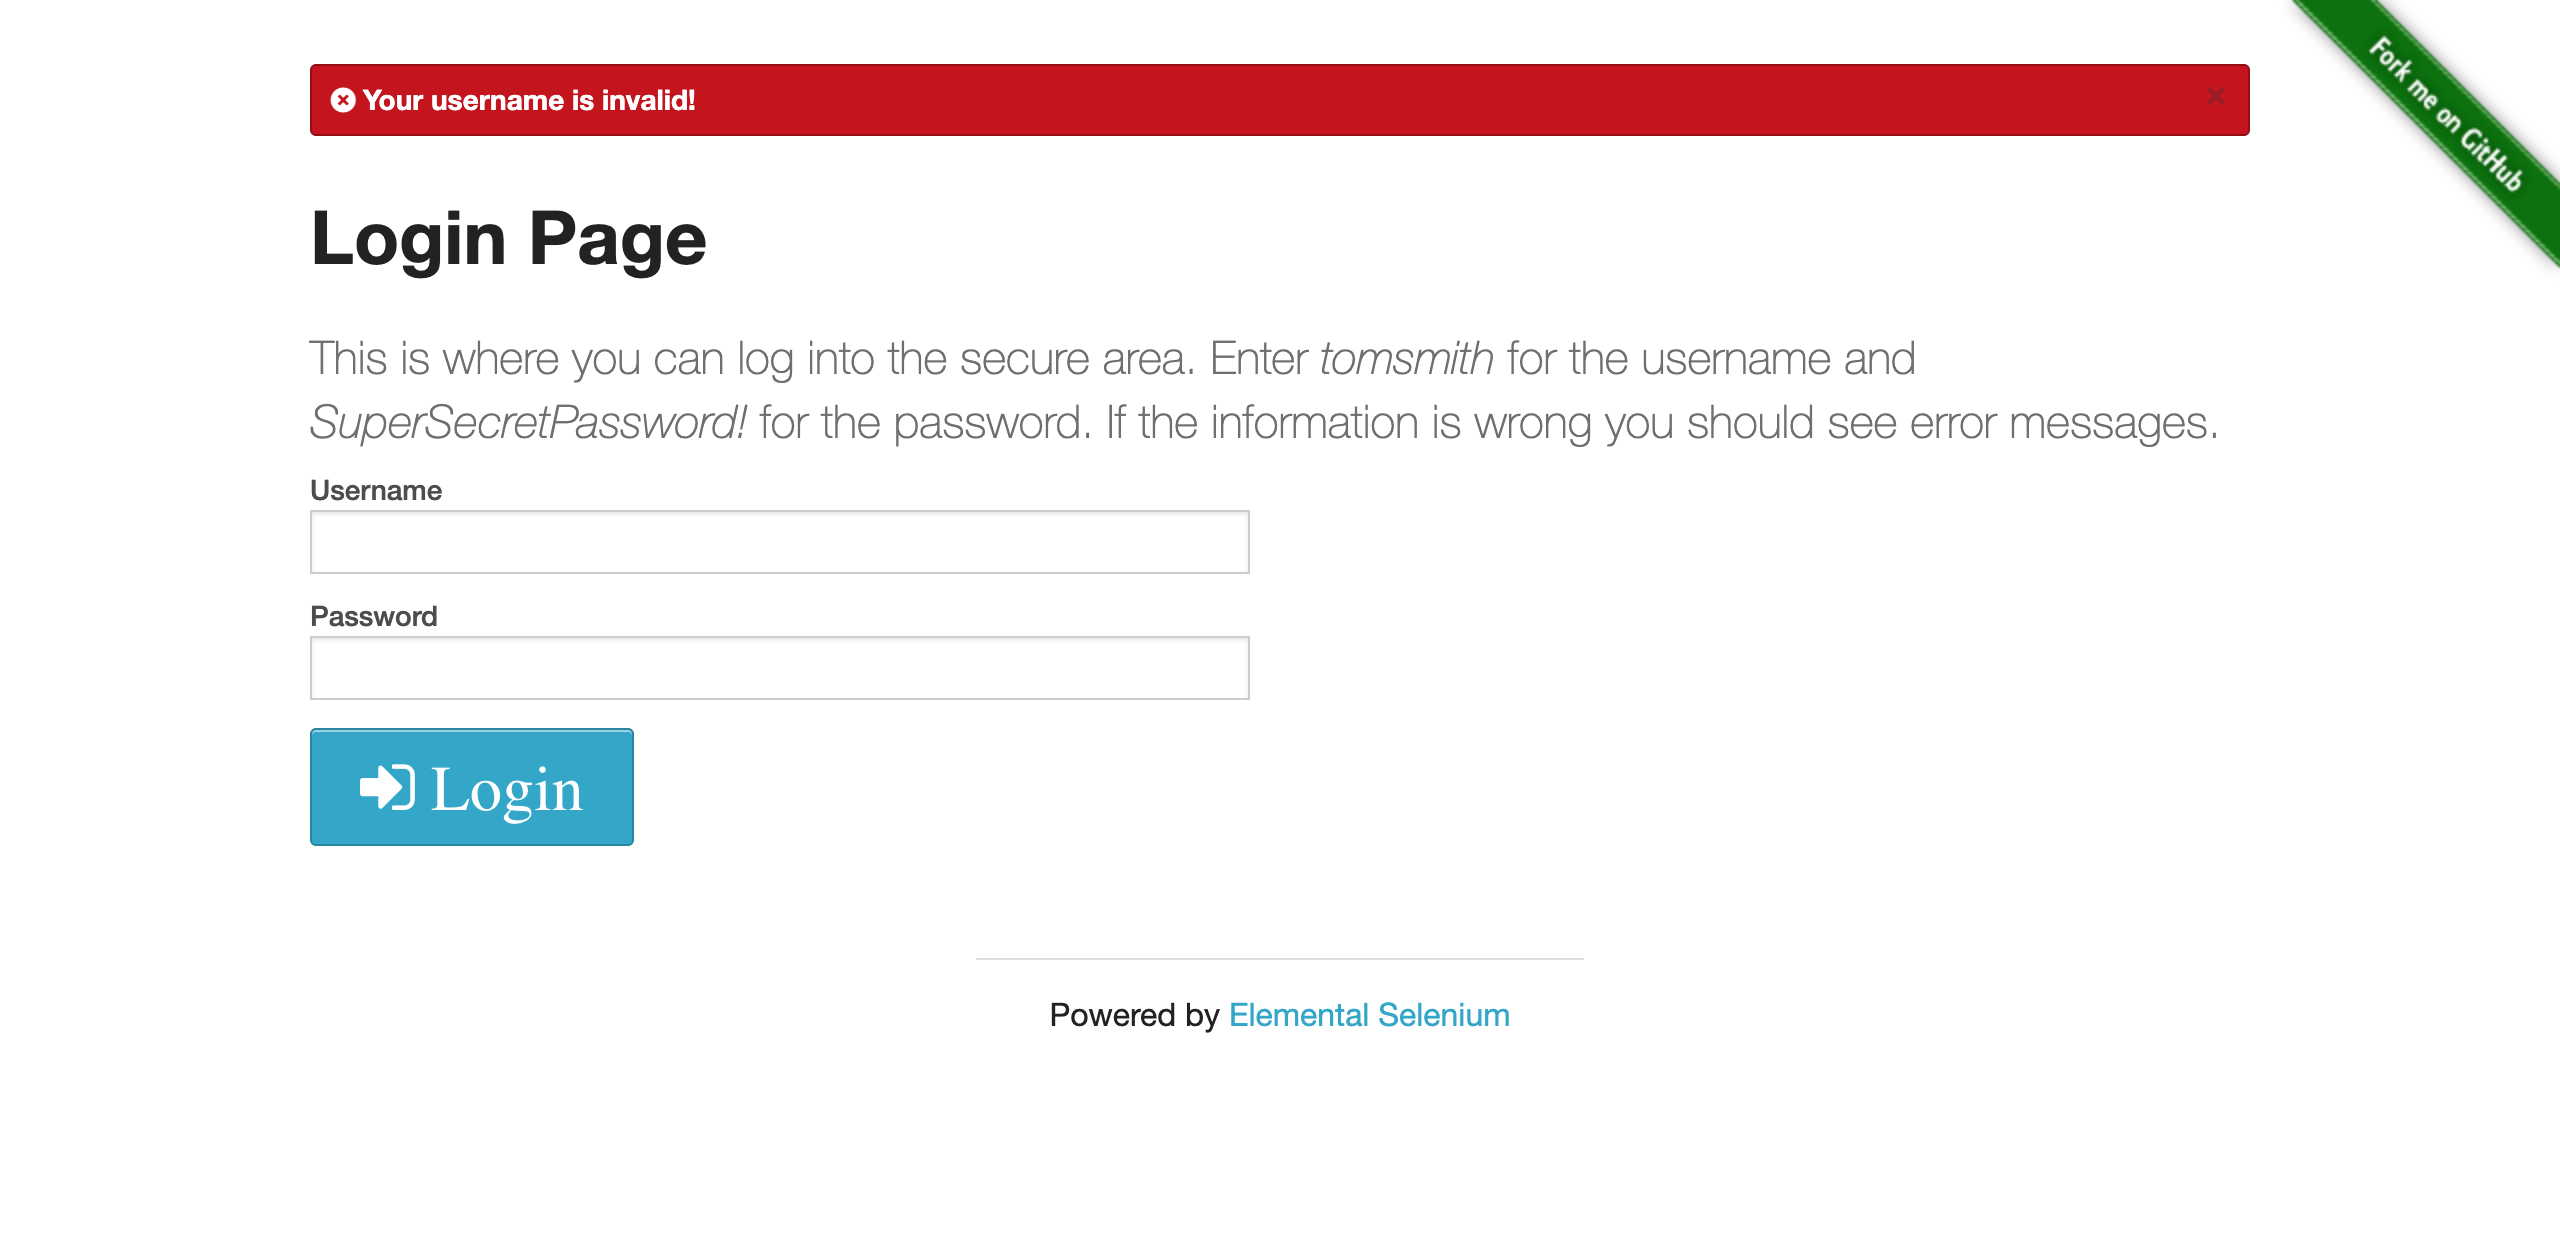 Your username is invalid!
×
Fork me on GitHub
Login Page
This is where you can log into the secure area. Enter tomsmith for the username and
SuperSecretPassword! for the password. If the information is wrong you should see error messages.
Username
Password
Login
Powered by Elemental Selenium